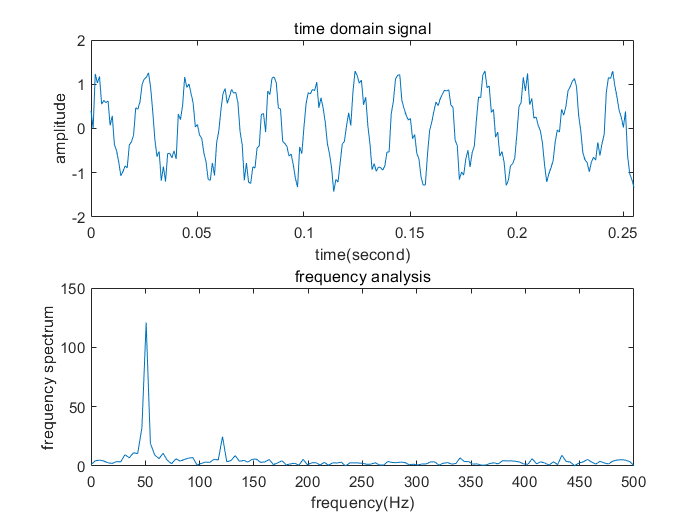 time domain signal
2
1
0
-1
-2
amplitude
0 0.05 0.1 0.15 0.2 0.25
time(second)
frequency analysis
150
100
50
0
frequency spectrum
0 50 100 150 200 250 300 350 400 450 500
frequency(Hz)